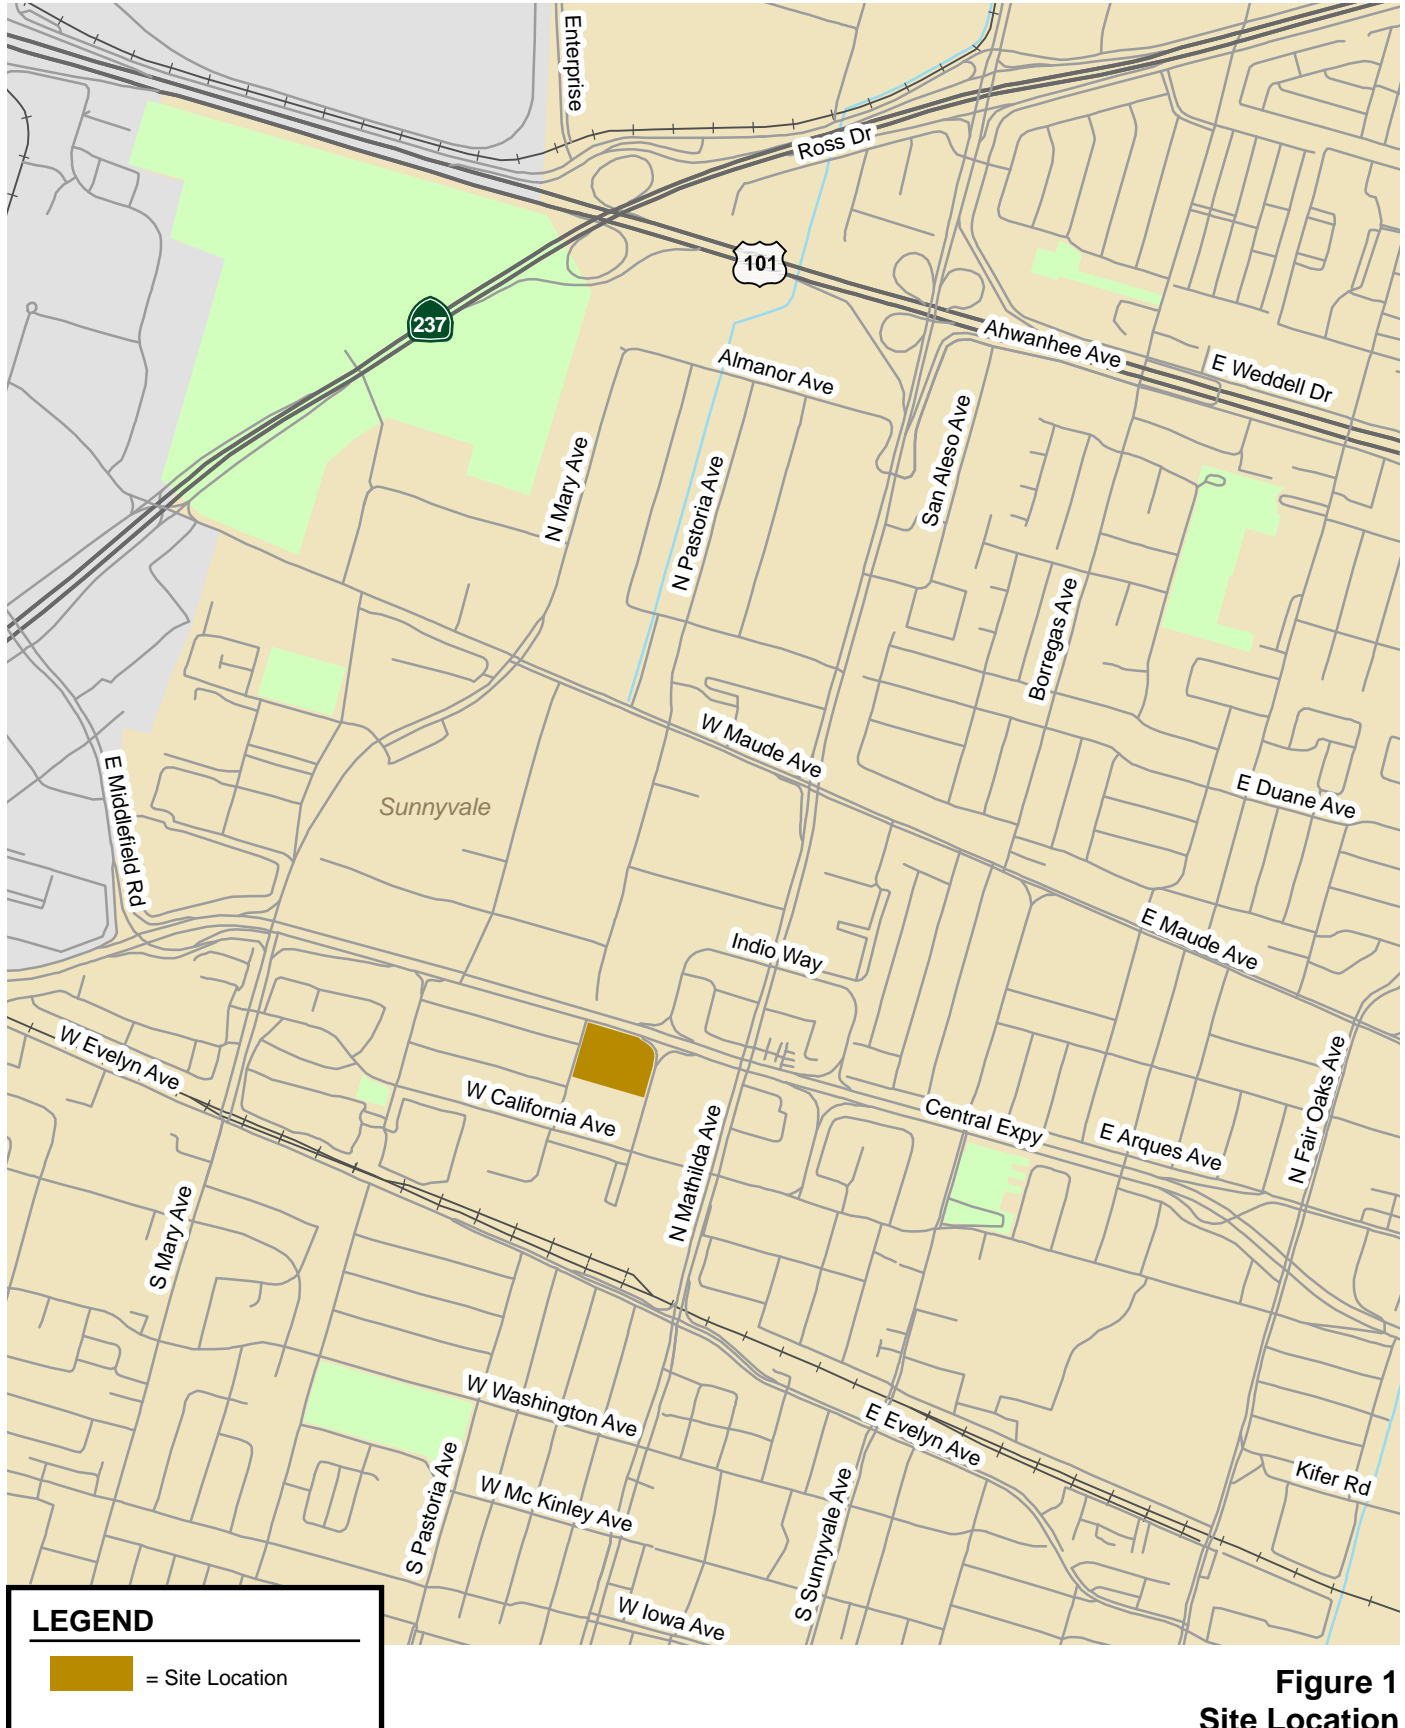 Enterprise
Ross Dr
101
237
Ahwanhee Ave
Almanor Ave
E Weddell Dr
San Aleso Ave
N Mary Ave
N Pastoria Ave
Borregas Ave
W Maude Ave
E Middlefield Rd
Sunnyvale
E Duane Ave
E Maude Ave
Indio Way
W Evelyn Ave
W California Ave
Central Expy
E Arques Ave
N Fair Oaks Ave
N Mathilda Ave
S Mary Ave
W Washington Ave
E Evelyn Ave
Kifer Rd
S Pastoria Ave
W Mc Kinley Ave
S Sunnyvale Ave
W Iowa Ave
LEGEND
= Site Location
Figure 1
Site Location